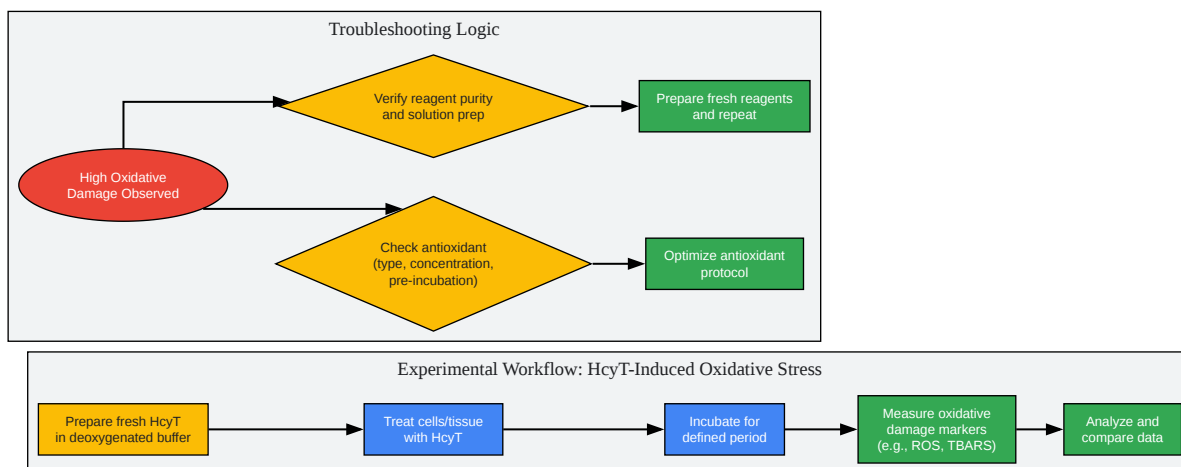 Troubleshooting Logic
Verify reagent purity
and solution prep
Prepare fresh reagents
and repeat
High Oxidative
Damage Observed
Check antioxidant
(type, concentration,
pre-incubation)
Optimize antioxidant
protocol
Experimental Workflow: HcyT-Induced Oxidative Stress
Prepare fresh HcyT
in deoxygenated buffer
Treat cells/tissue
with HcyT
Incubate for
defined period
Measure oxidative
damage markers
(e.g., ROS, TBARS)
Analyze and
compare data